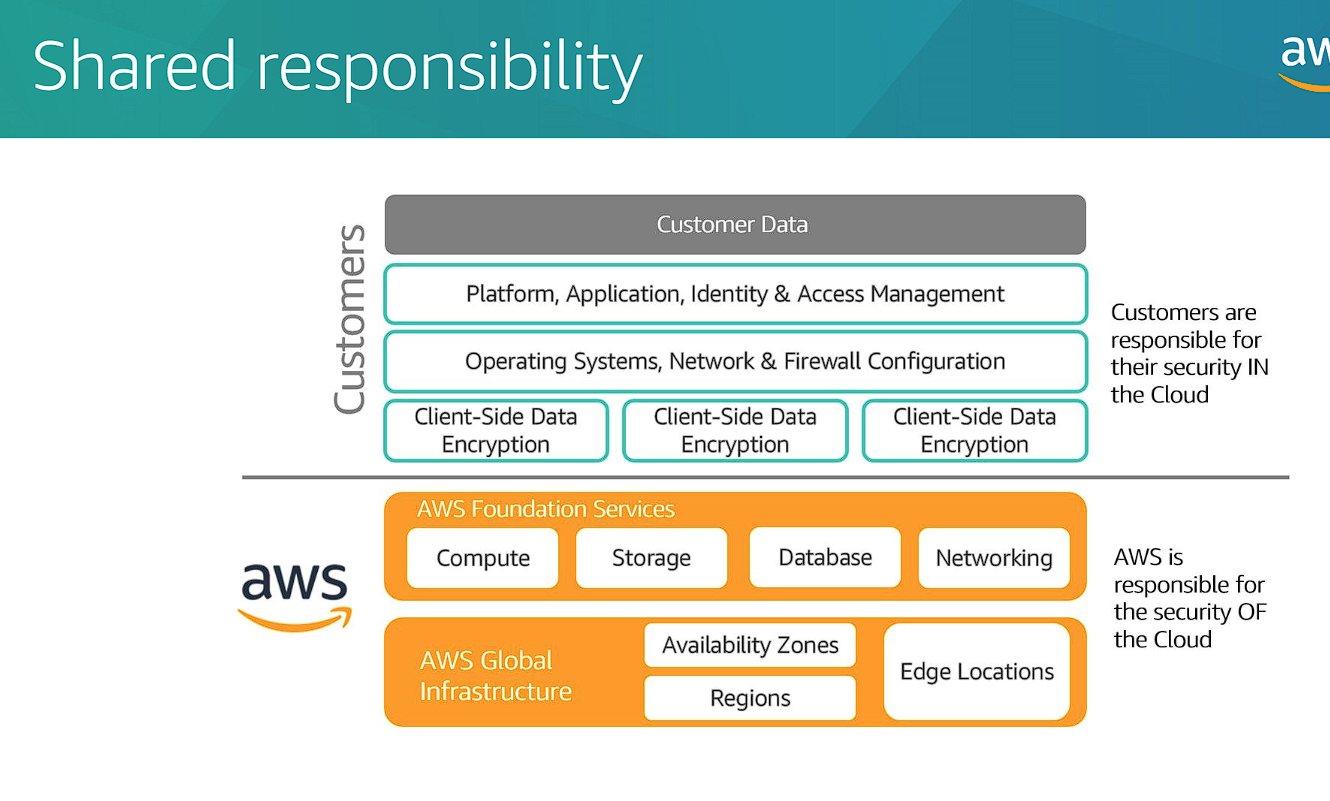 Shared responsibility
aw
Customers
Customer Data
Platform, Application, Identity & Access Management
Operating Systems, Network & Firewall Configuration
Client-Side Data
Encryption
Client-Side Data
Encryption
Client-Side Data
Encryption
Customers are
responsible for
their security IN
the Cloud
aws
AWS Foundation Services
Compute
Storage
Database
Networking
AWS Global
Infrastructure
Availability Zones
Regions
Edge Locations
AWS is
responsible for
the security OF
the Cloud